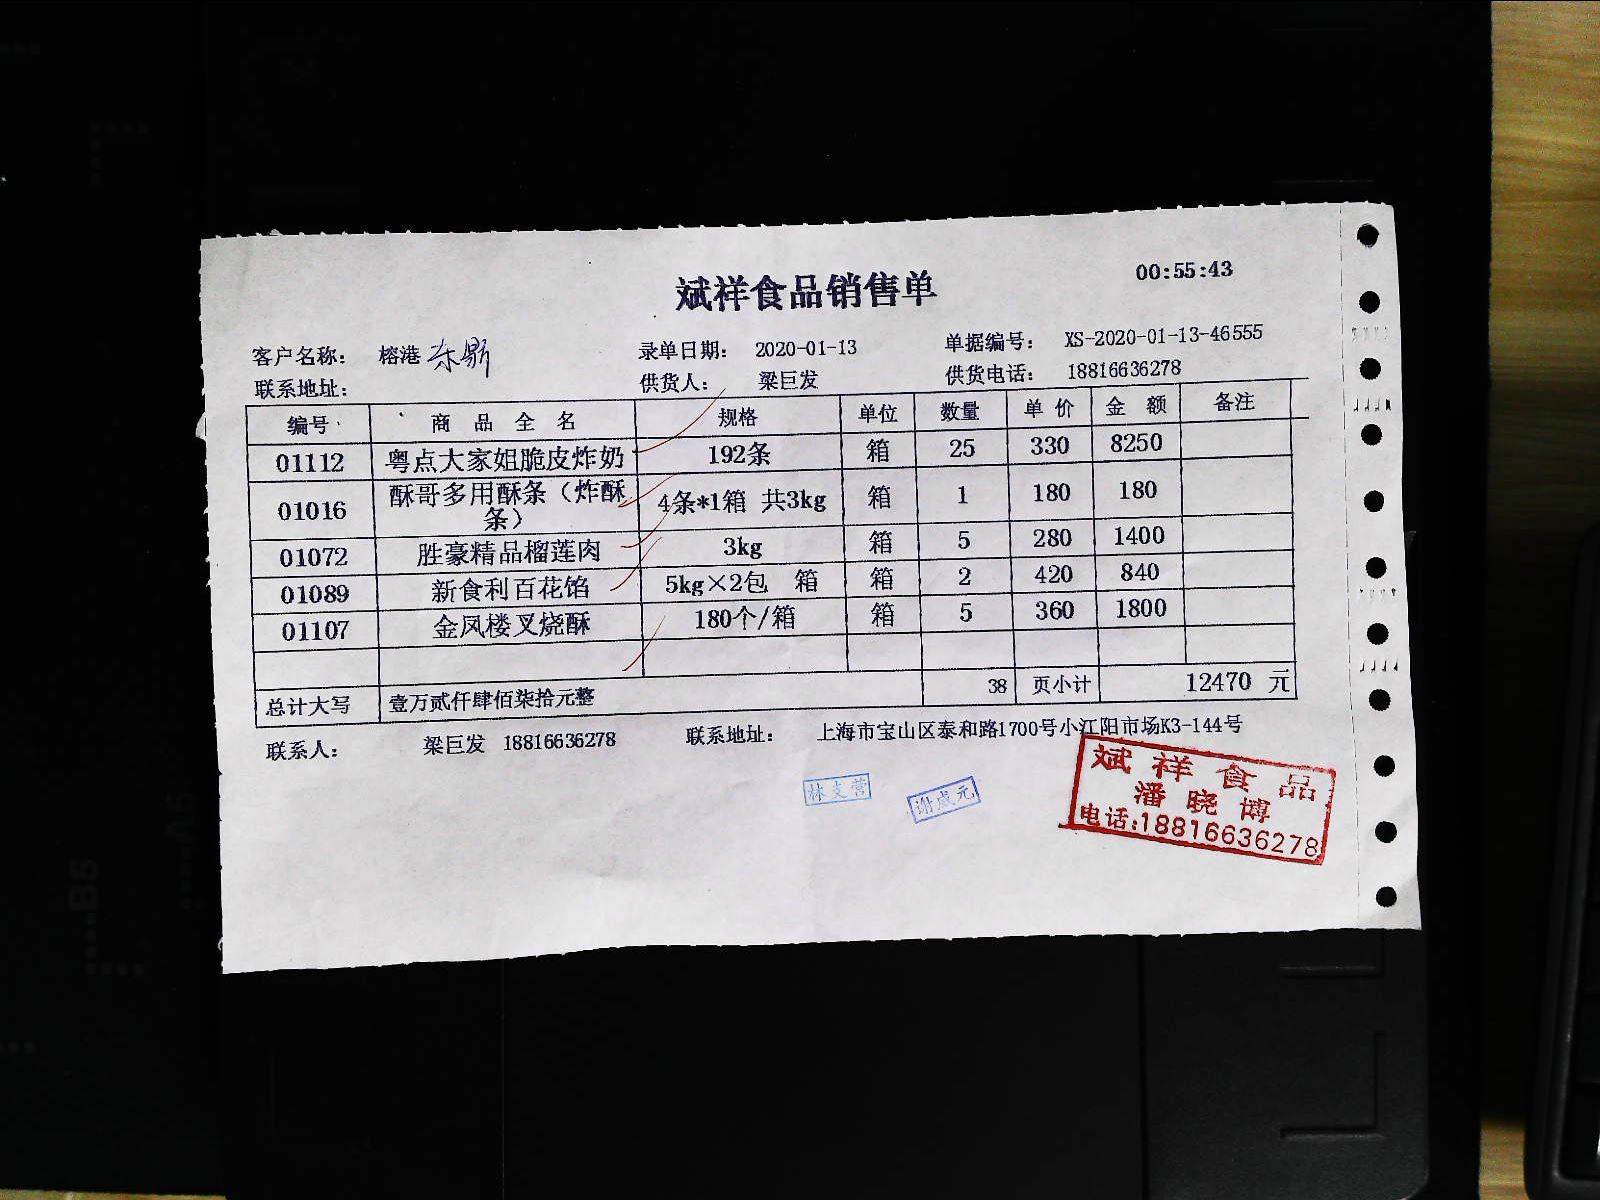 斌祥食品销售单
00:55:43
客户名称： 榕港 录单日期： 2020-01-13 单据编号： XS-2020-01-13-46555
联系地址： 供货人： 梁巨发 供货电话： 18816636278
编号 商品全名 规格 单位 数量 单价 金额 备注
01112 粤点大家姐脆皮炸奶 192条 箱 25 330 8250
01016 酥哥多用酥条（炸酥条） 4条*1箱 共3kg 箱 1 180 180
01072 胜豪精品榴莲肉 3kg 箱 5 280 1400
01089 新食利百花馅 5kg×2包 箱 箱 2 420 840
01107 金凤楼叉烧酥 180个/箱 箱 5 360 1800
总计大写 壹万贰仟肆佰柒拾元整 38 页小计 12470 元
联系人： 梁巨发 18816636278 联系地址： 上海市宝山区泰和路1700号小江阳市场K3-144号
林支营
谢成元
斌祥食品
潘晓博
电话:18816636278
B5
A5